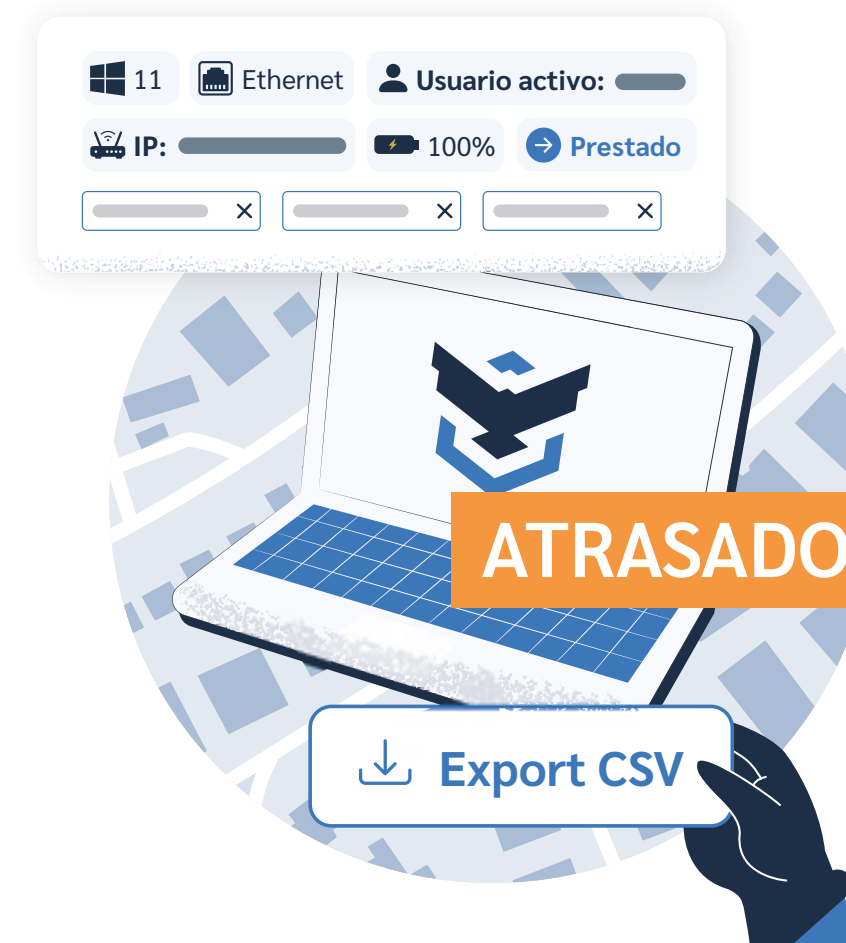 11 Ethernet Usuario activo:
IP: 100% Prestado
ATRASADO
Export CSV